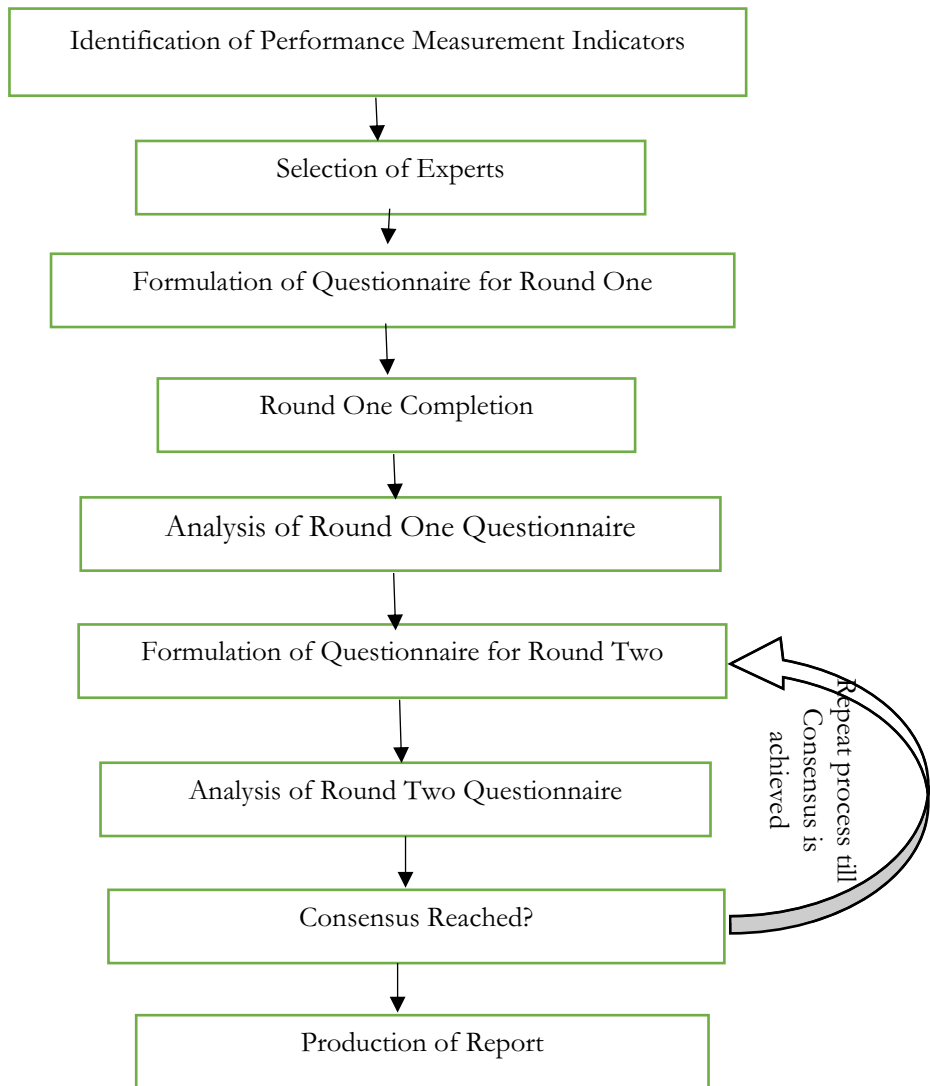 Identification of Performance Measurement Indicators
Selection of Experts
Formulation of Questionnaire for Round One
Round One Completion
Analysis of Round One Questionnaire
Formulation of Questionnaire for Round Two
Analysis of Round Two Questionnaire
Consensus Reached?
Production of Report
Repeat process till
Consensus is
achieved